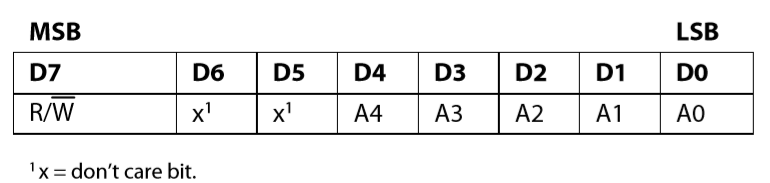 MSB LSB
D7 D6 D5 D4 D3 D2 D1 D0
R/W̅ x¹ x¹ A4 A3 A2 A1 A0
¹x = don’t care bit.